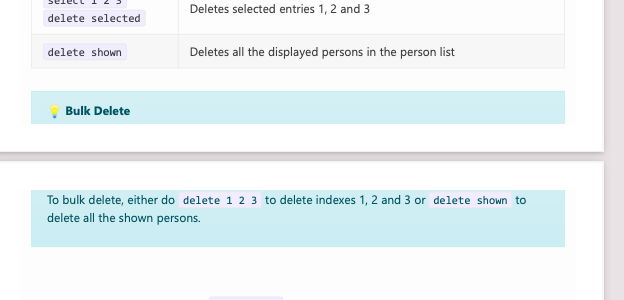 select 1 2 3
delete selected
Deletes selected entries 1, 2 and 3
delete shown
Deletes all the displayed persons in the person list
💡 Bulk Delete
To bulk delete, either do delete 1 2 3 to delete indexes 1, 2 and 3 or delete shown to
delete all the shown persons.